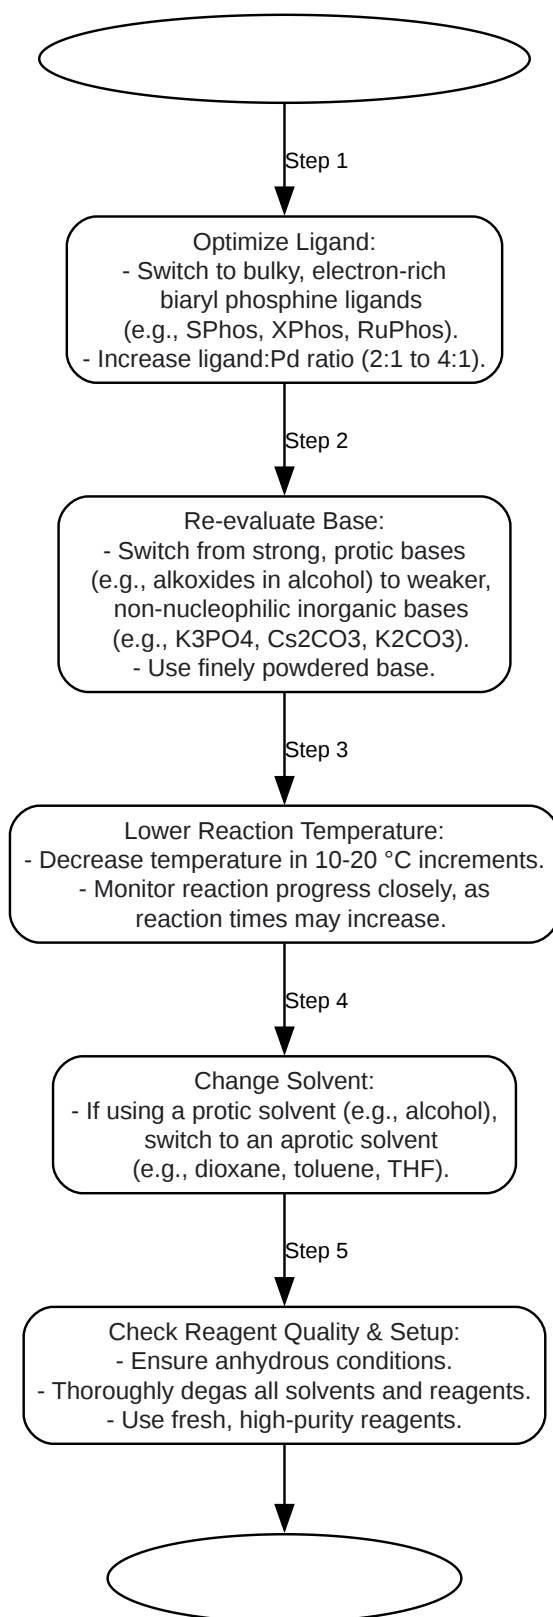 Step 1
Optimize Ligand:
- Switch to bulky, electron-rich
biaryl phosphine ligands
(e.g., SPhos, XPhos, RuPhos).
- Increase ligand:Pd ratio (2:1 to 4:1).
Step 2
Re-evaluate Base:
- Switch from strong, protic bases
(e.g., alkoxides in alcohol) to weaker,
non-nucleophilic inorganic bases
(e.g., K3PO4, Cs2CO3, K2CO3).
- Use finely powdered base.
Step 3
Lower Reaction Temperature:
- Decrease temperature in 10-20 °C increments.
- Monitor reaction progress closely, as
reaction times may increase.
Step 4
Change Solvent:
- If using a protic solvent (e.g., alcohol),
switch to an aprotic solvent
(e.g., dioxane, toluene, THF).
Step 5
Check Reagent Quality & Setup:
- Ensure anhydrous conditions.
- Thoroughly degas all solvents and reagents.
- Use fresh, high-purity reagents.